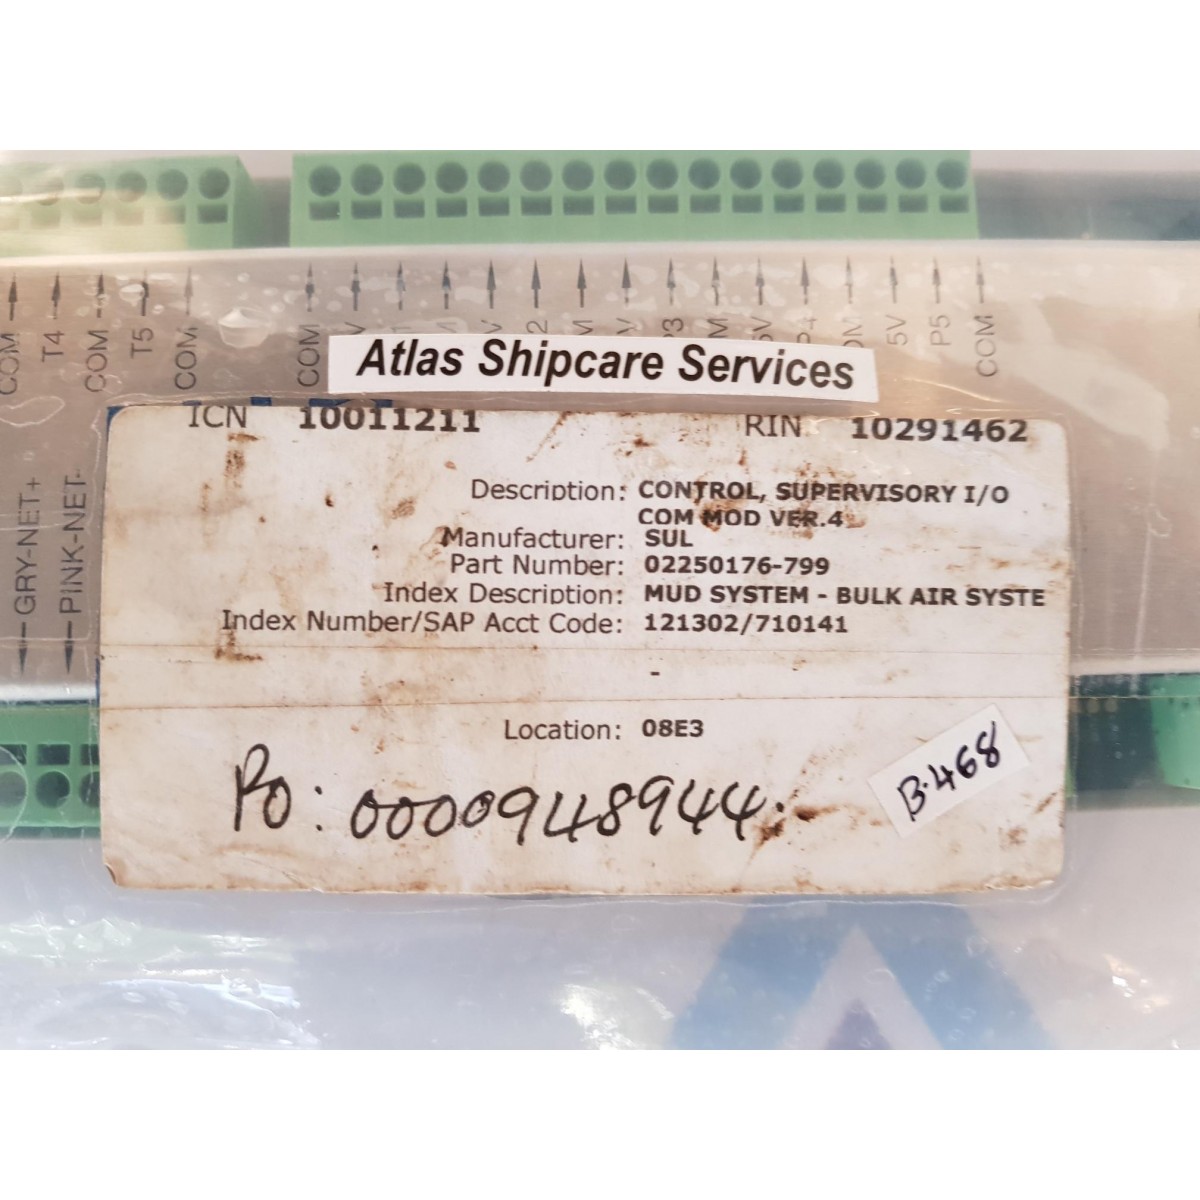 COM
T4
COM
T5
COM
COM
COM
5V
P5
COM
GRY-NET+
PINK-NET-
Atlas Shipcare Services
ICN 10011211
RIN 10291462
Description: CONTROL, SUPERVISORY I/O
COM MOD VER.4
Manufacturer: SUL
Part Number: 02250176-799
Index Description: MUD SYSTEM - BULK AIR SYSTE
Index Number/SAP Acct Code: 121302/710141
-
Location: 08E3
PO: 0000948944.
B.468